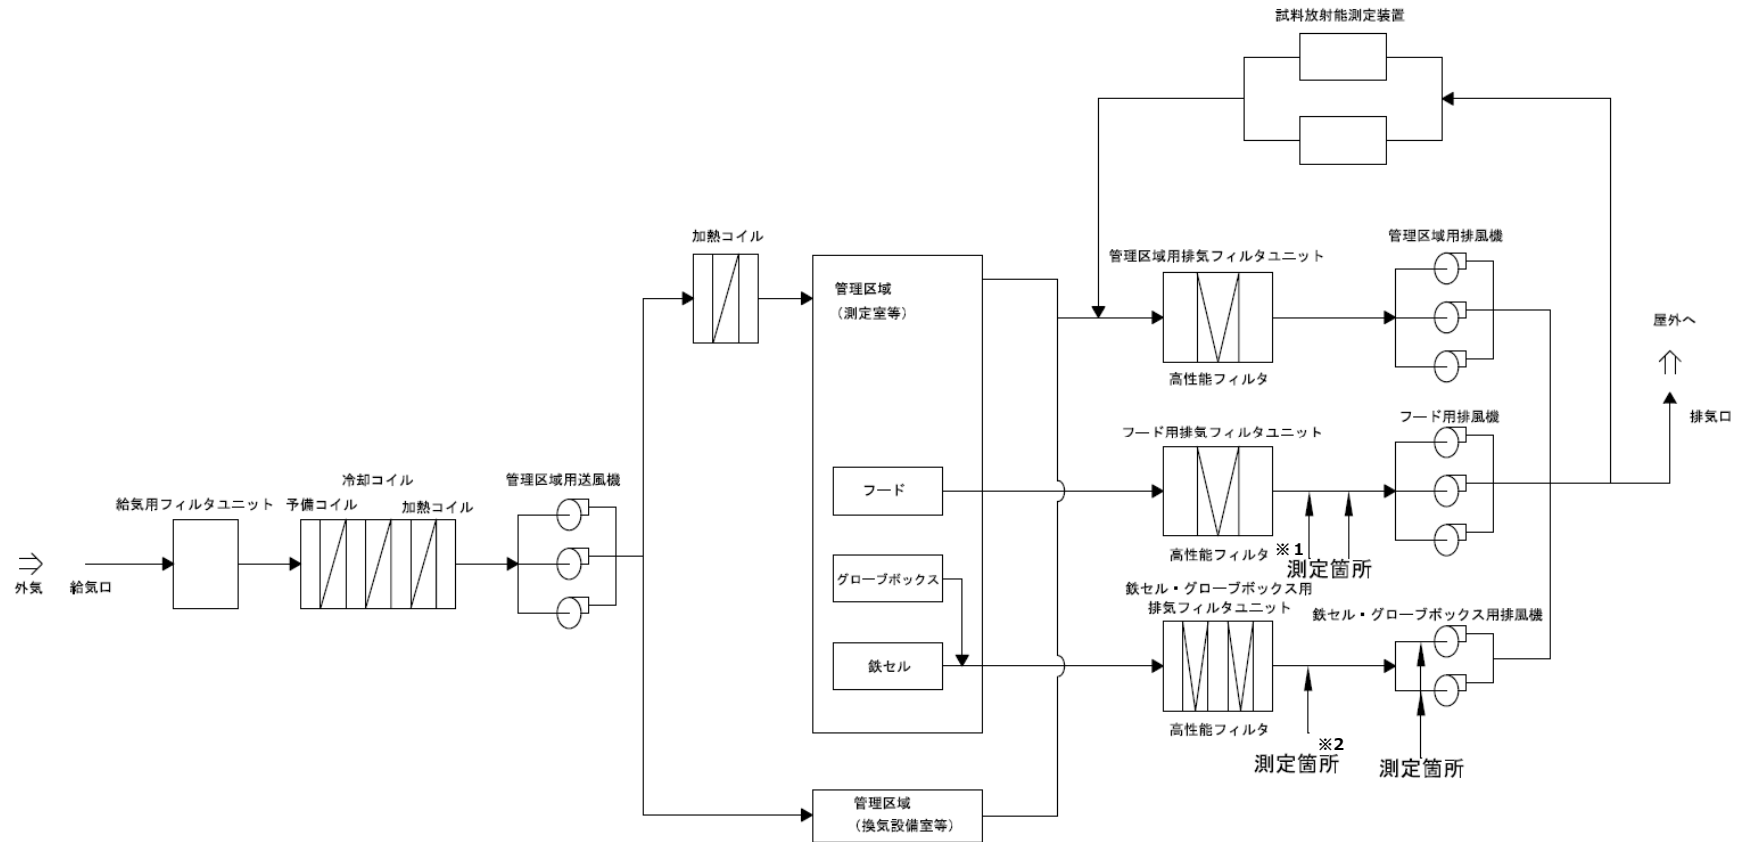 試料放射能測定装置
加熱コイル
管理区域用排気フィルタユニット
管理区域用排風機
管理区域
（測定室等）
高性能フィルタ
屋外へ
排気口
フード用排気フィルタユニット
フード用排風機
フード
高性能フィルタ
※1
測定箇所
冷却コイル
管理区域用送風機
給気用フィルタユニット
予備コイル
加熱コイル
外気
給気口
グローブボックス
鉄セル・グローブボックス用
排気フィルタユニット
鉄セル・グローブボックス用排風機
鉄セル
高性能フィルタ
※2
測定箇所
測定箇所
管理区域
（換気設備室等）